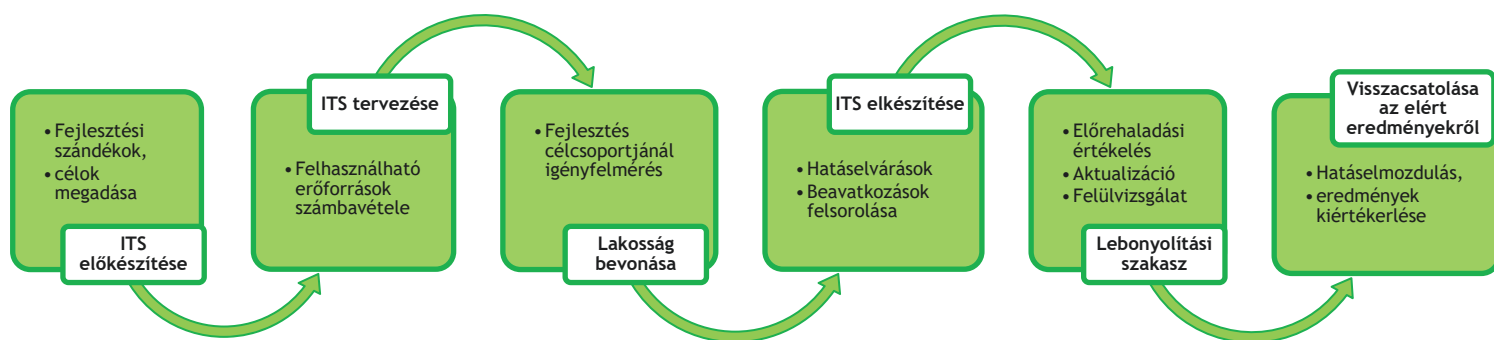 • Fejlesztési
szándékok,
• célok
megadása
ITS
előkészítése
ITS tervezése
• Felhasználható
erőforrások
számbavétele
• Fejlesztés
célcsoportjánál
igényfelmérés
Lakosság
bevonása
ITS elkészítése
• Hatáselvárások
• Beavatkozások
felsorolása
• Előrehaladási
értékelés
• Aktualizáció
• Felülvizsgálat
Lebonyolítási
szakasz
Visszacsatolása
az elért
eredményekről
• Hatáselmozdulás,
• eredmények
kiértékerlése